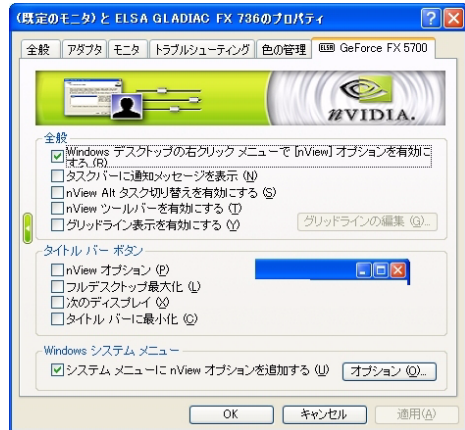 (既定のモニタ) と ELSA GLADIAC FX 736のプロパティ
全般 アダプタ モニタ トラブルシューティング 色の管理 ELSA GeForce FX 5700
nVIDIA.
全般
Windows デスクトップの右クリック メニューで [nView] オプションを有効に
する (R)
タスクバーに通知メッセージを表示 (N)
nView Alt タスク切り替えを有効にする (S)
nView ツールバーを有効にする (T)
グリッドライン表示を有効にする (Y)
グリッドラインの編集 (G)...
タイトル バー ボタン
nView オプション (P)
フルデスクトップ最大化 (L)
次のディスプレイ (X)
タイトル バーに最小化 (C)
Windows システム メニュー
システム メニューに nView オプションを追加する (U)
オプション (O)...
OK キャンセル 適用(A)